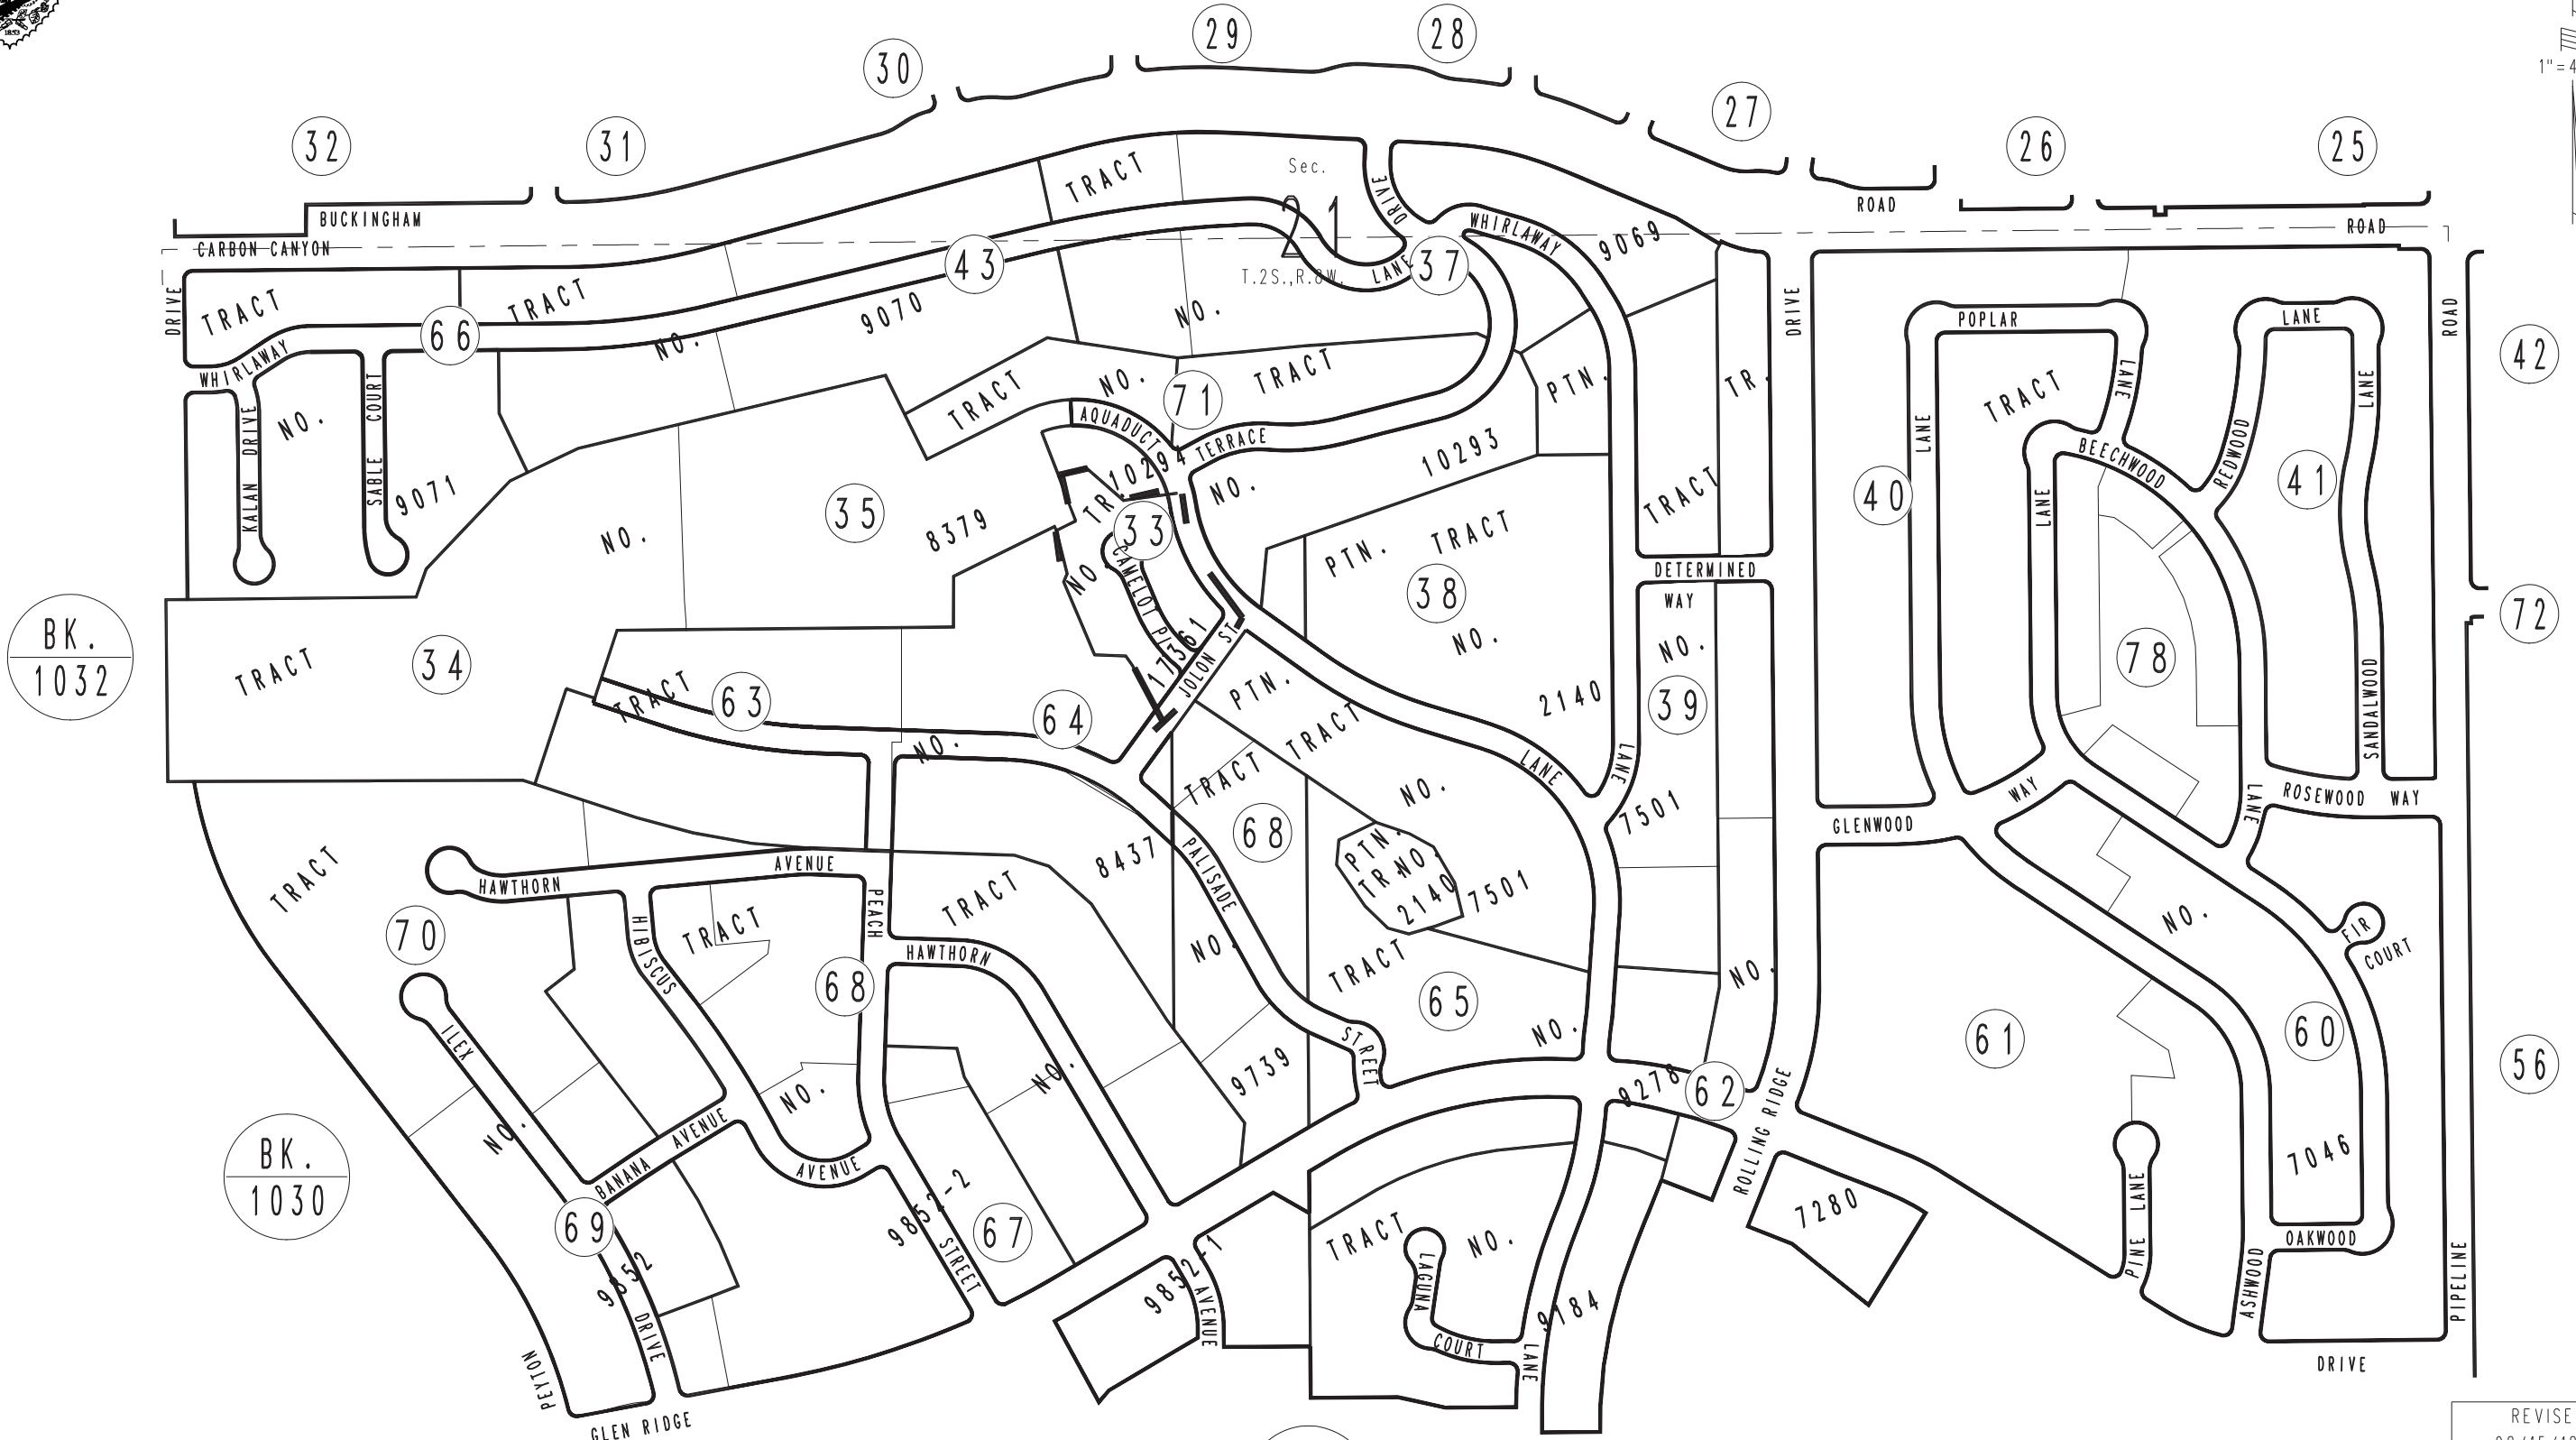 1853
29
28
30
27
32
31
26
25
1"=4
Sec.
21
T.2S.,R.8W.
BUCKINGHAM
CARBON CANYON
ROAD
ROAD
DRIVE
TRACT
TRACT
TRACT
43
DRIVE
WHIRLAWAY
9069
LANE
37
66
NO.
9070
NO.
WHIRLAWAY
NO.
KALAN DRIVE
SABLE COURT
9071
TRACT
NO.
71
TRACT
PTN.
TR.
DRIVE
POPLAR
LANE
ROAD
42
AQUADUCT
TERRACE
10294
TR.
NO.
10293
TRACT
35
8379
NO.
33
NO.
CAMELOT PL
17361
JOLON ST
PTN. TRACT
38
NO.
2140
DETERMINED
WAY
NO.
39
LANE
40
TRACT
LANE
BEECHWOOD
LANE
REDWOOD
41
LANE
SANDALWOOD
78
72
BK.
1032
TRACT
34
TRACT
63
NO.
64
PTN.
TRACT
TRACT
NO.
LANE
LANE
7501
68
8437
PALISADE
NO.
PTN.
TR.NO.
2140
7501
TRACT
65
NO.
GLENWOOD
WAY
LANE
ROSEWOOD WAY
TRACT
HAWTHORN
AVENUE
70
HIBISCUS
TRACT
PEACH
TRACT
HAWTHORN
68
NO.
NO.
ILEX
NO.
BANANA AVENUE
AVENUE
69
9852
DRIVE
9852-2
STREET
67
9739
STREET
9278
62
ROLLING RIDGE
NO.
61
NO.
FIR
COURT
60
7046
56
BK.
1030
PEYTON
GLEN RIDGE
9852-1
AVENUE
TRACT
NO.
LAGUNA
COURT
9184
LANE
7280
PINE LANE
ASHWOOD
OAKWOOD
PIPELINE
DRIVE
REVISE